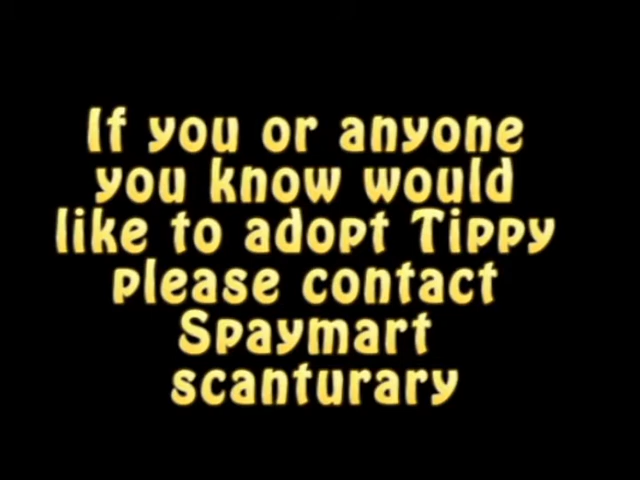 If you or anyone
you know would
like to adopt Tippy
please contact
Spaymart
scanturary